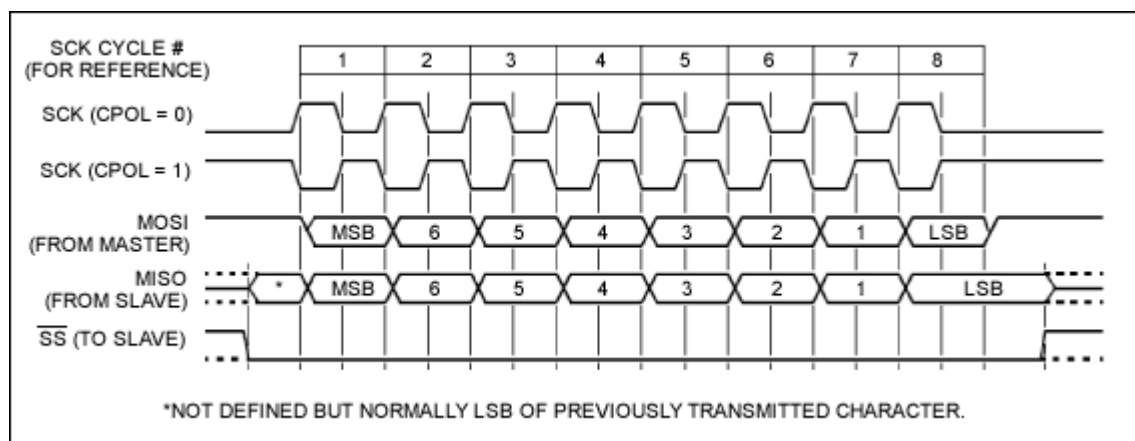 SCK CYCLE #
(FOR REFERENCE)
1 2 3 4 5 6 7 8
SCK (CPOL = 0)
SCK (CPOL = 1)
MOSI
(FROM MASTER)
MSB 6 5 4 3 2 1 LSB
MISO
(FROM SLAVE)
* MSB 6 5 4 3 2 1 LSB
SS (TO SLAVE)
*NOT DEFINED BUT NORMALLY LSB OF PREVIOUSLY TRANSMITTED CHARACTER.